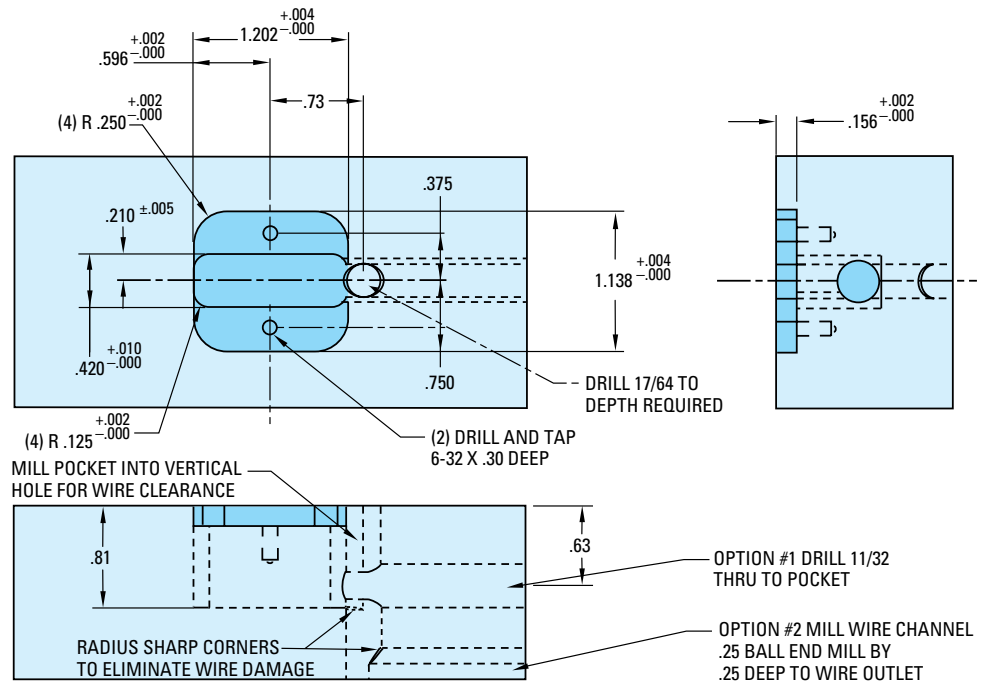 1.202 +.004 −.000
.596 +.002 −.000
.73
(4) R .250 +.002 −.000
.156 +.002 −.000
.375
.210 ±.005
1.138 +.004 −.000
.420 +.010 −.000
.750
DRILL 17/64 TO
DEPTH REQUIRED
(4) R .125 +.002 −.000
(2) DRILL AND TAP
6-32 X .30 DEEP
MILL POCKET INTO VERTICAL
HOLE FOR WIRE CLEARANCE
.81
.63
OPTION #1 DRILL 11/32
THRU TO POCKET
RADIUS SHARP CORNERS
TO ELIMINATE WIRE DAMAGE
OPTION #2 MILL WIRE CHANNEL
.25 BALL END MILL BY
.25 DEEP TO WIRE OUTLET